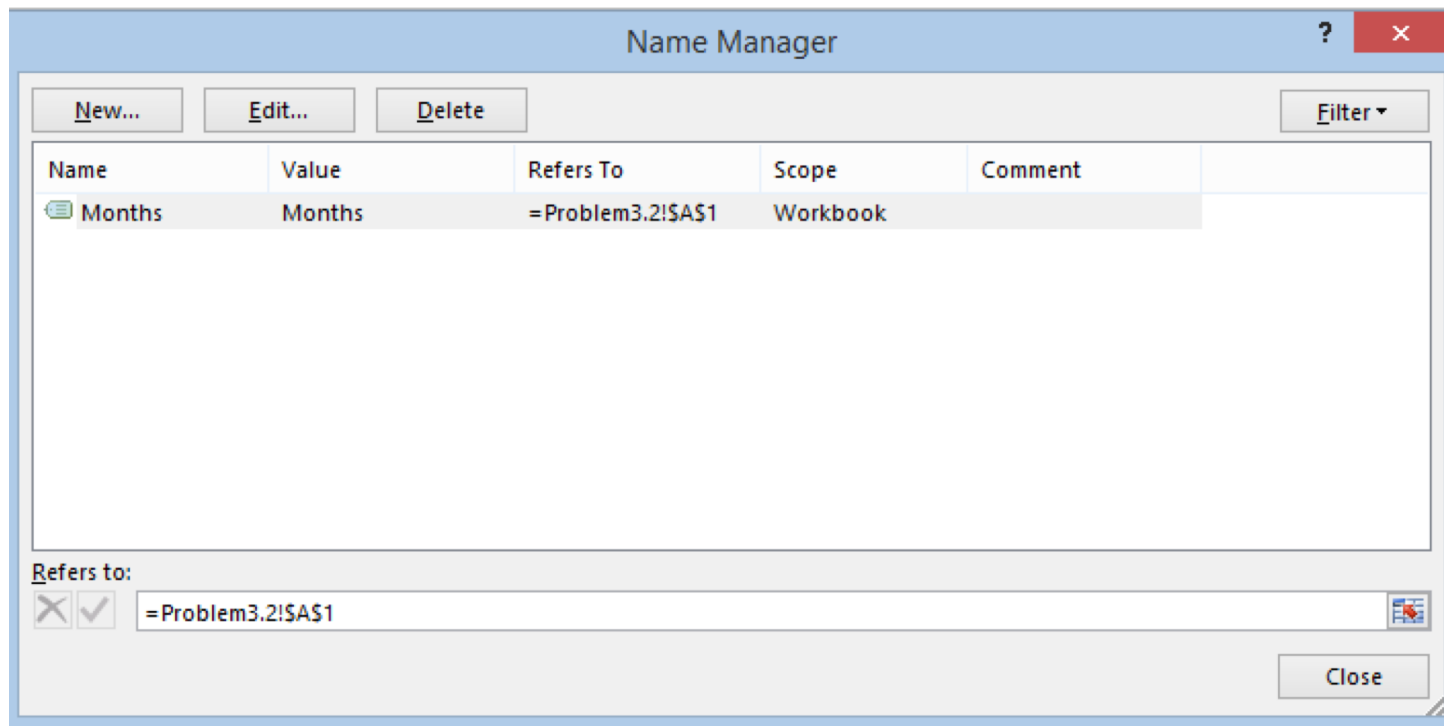 Name Manager
?
New... Edit... Delete Filter
Name Value Refers To Scope Comment
Months Months =Problem3.2!$A$1 Workbook
Refers to:
=Problem3.2!$A$1
Close